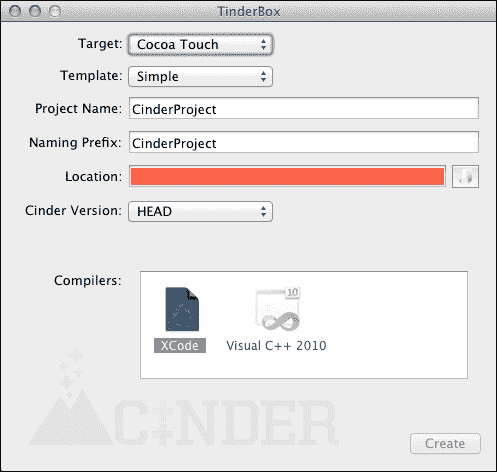 TinderBox
Target: Cocoa Touch
Template: Simple
Project Name: CinderProject
Naming Prefix: CinderProject
Location:
Cinder Version: HEAD
Compilers:
10
XCode Visual C++ 2010
CINDER
Create